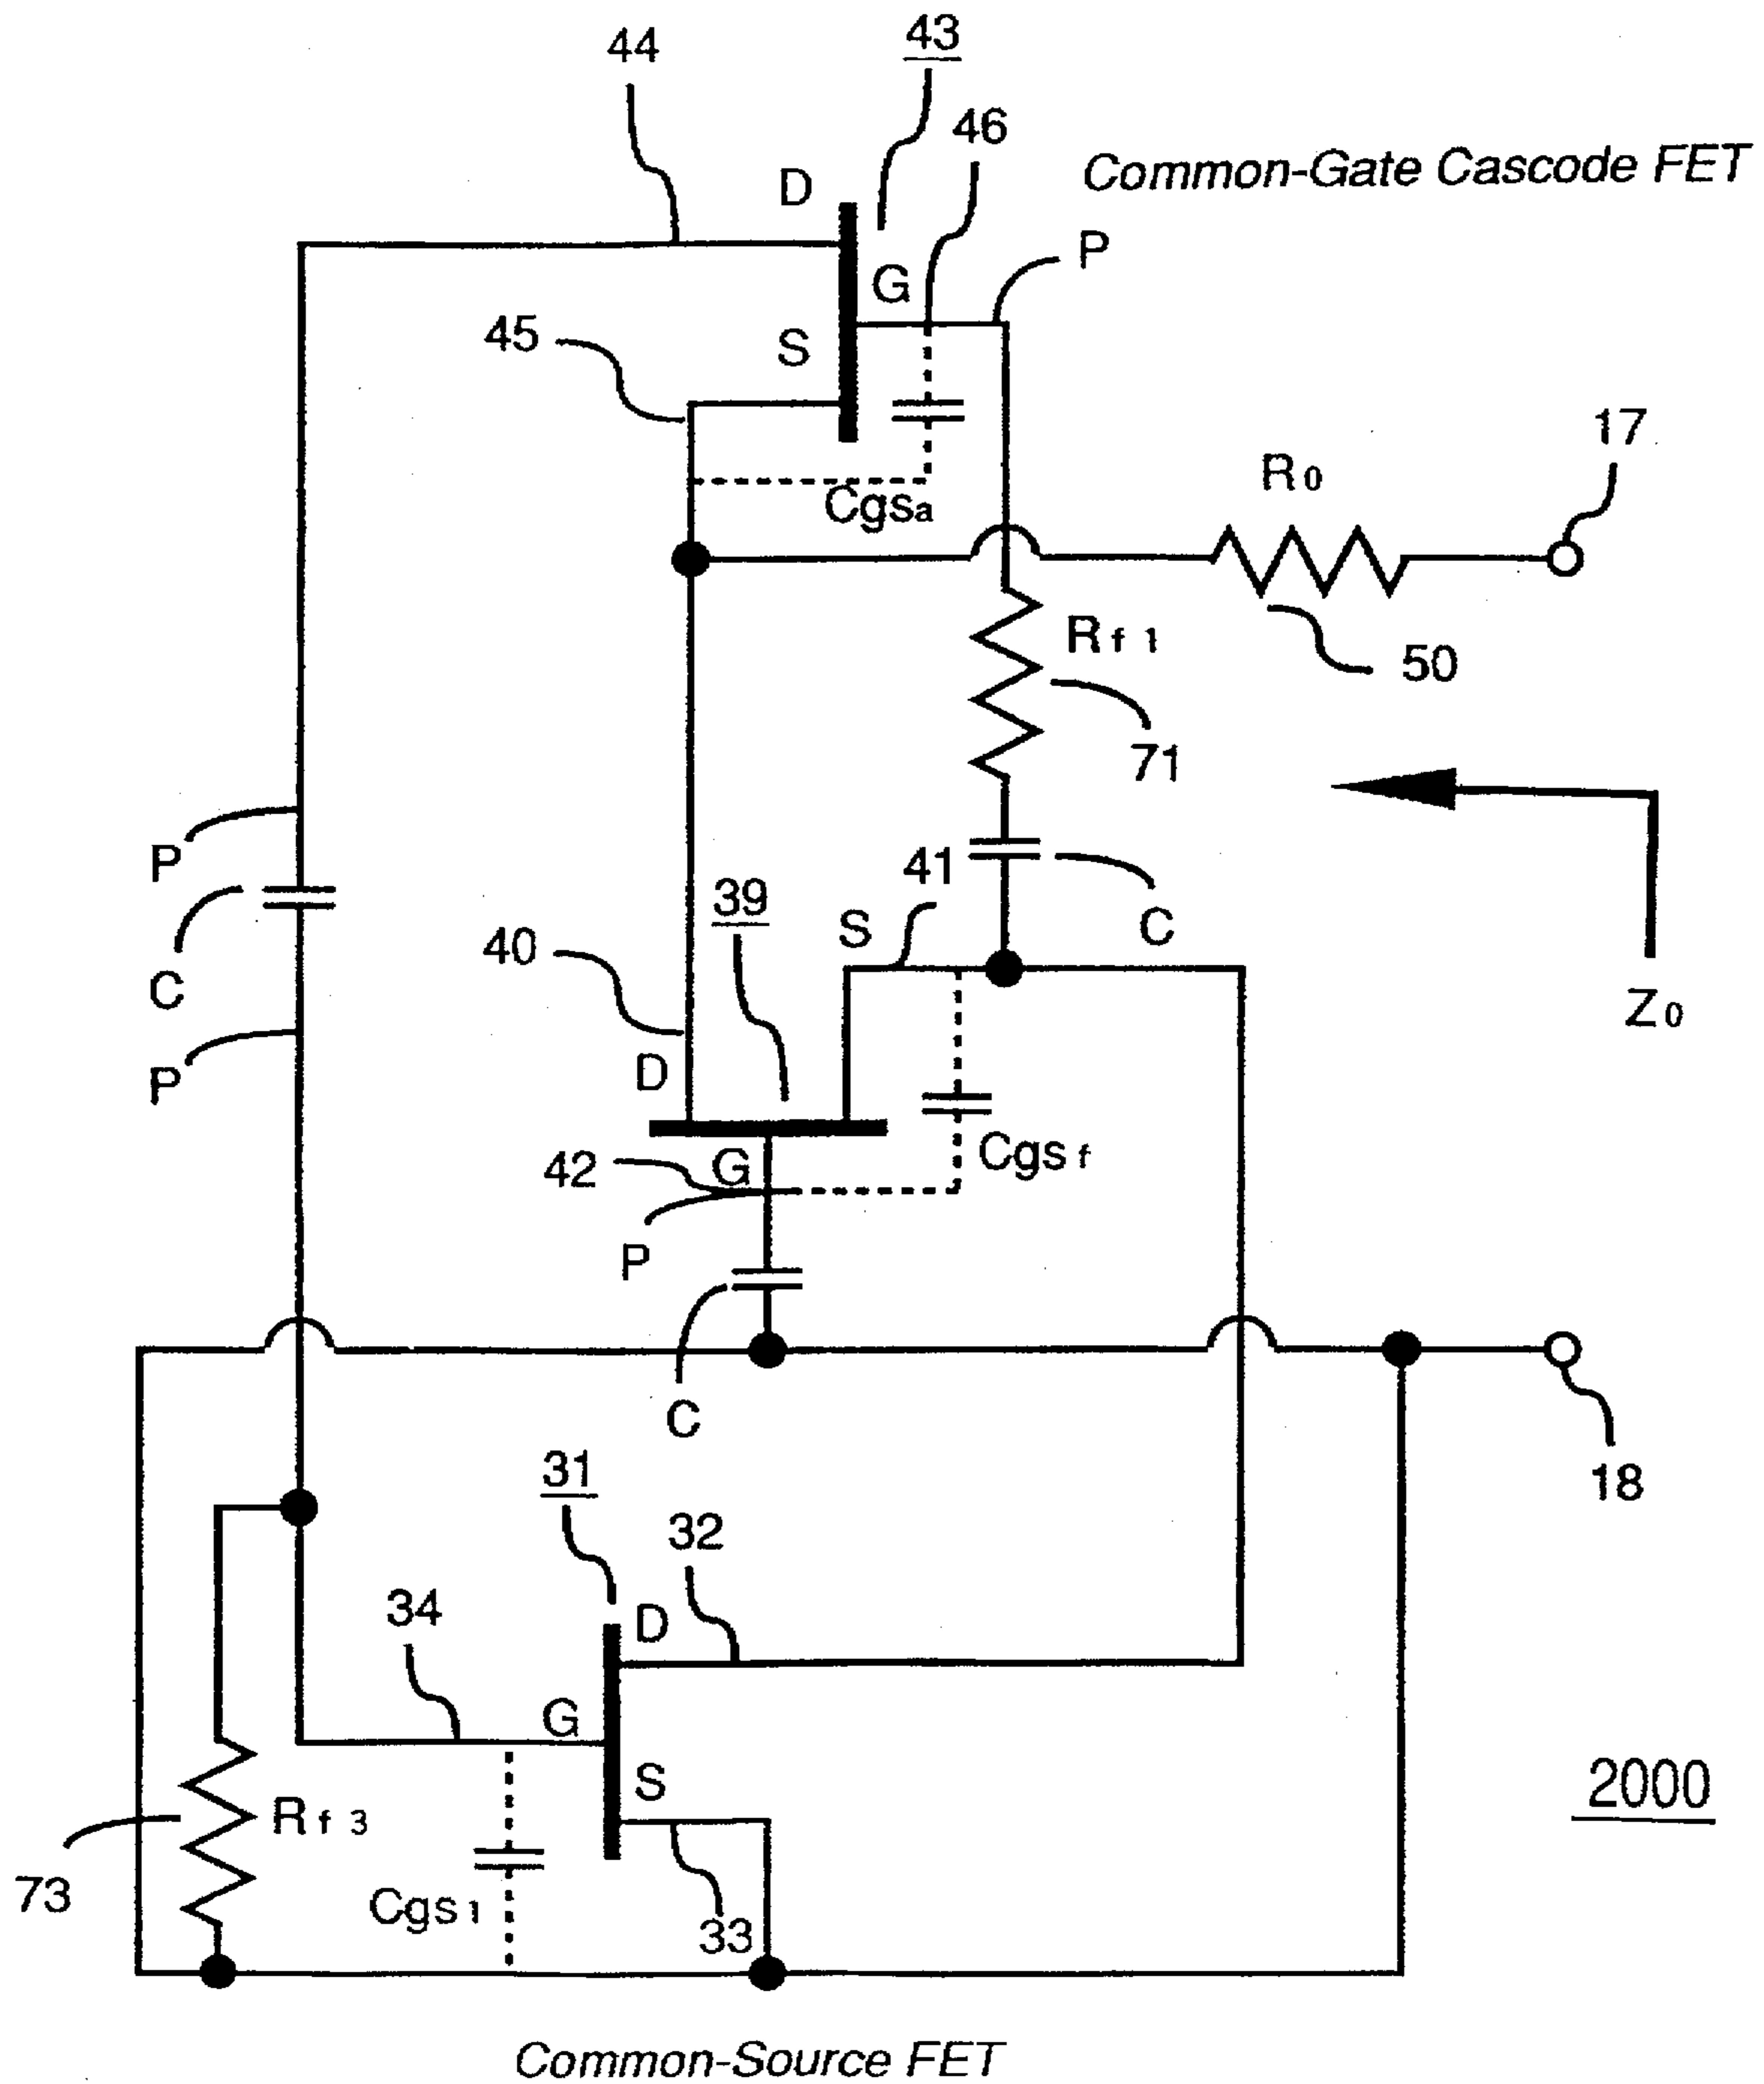 44
43
46
Common-Gate Cascode FET
D
P
G
45
S
17
R0
Cgsa
Rf1
50
71
P
41
39
C
S
C
40
C
Z0
D
P
Cgsf
42
G
P
C
31
18
32
34
D
G
S
2000
Rf3
73
Cgs1
33
Common-Source FET